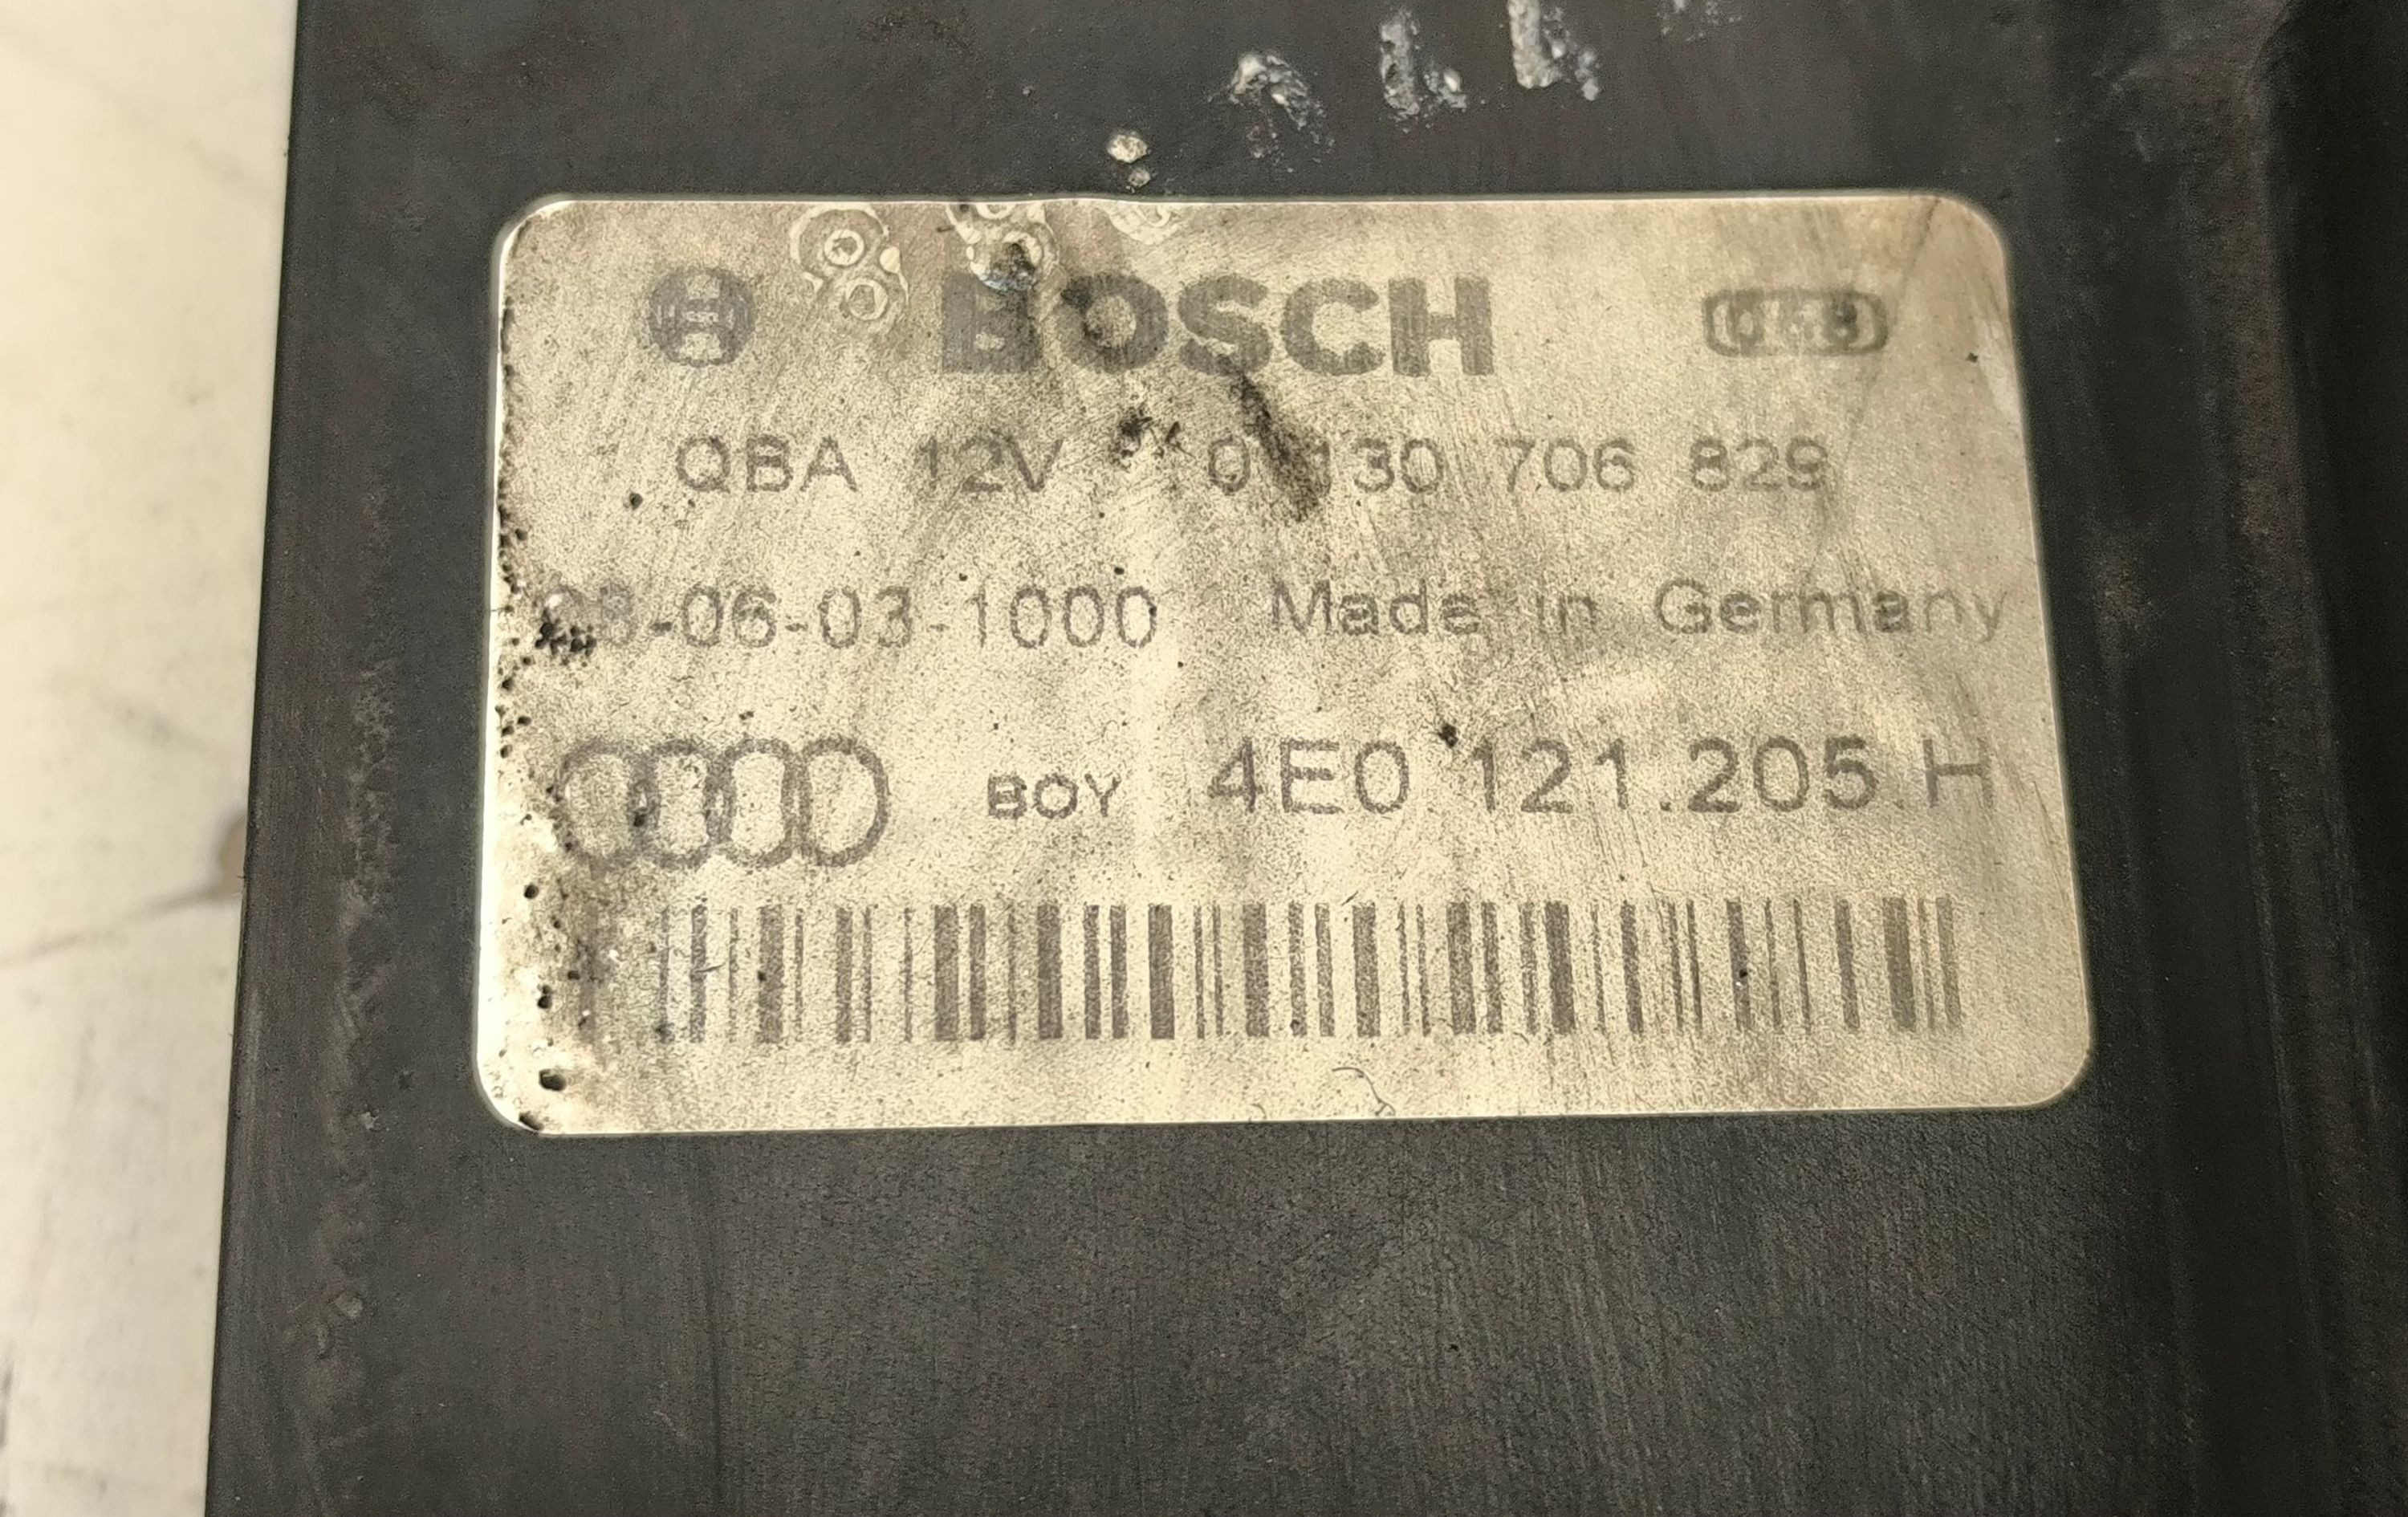 BOSCH
QBA 12V 0 130 706 829
-06-03-1000 Made in Germany
BOY 4E0 121.205.H